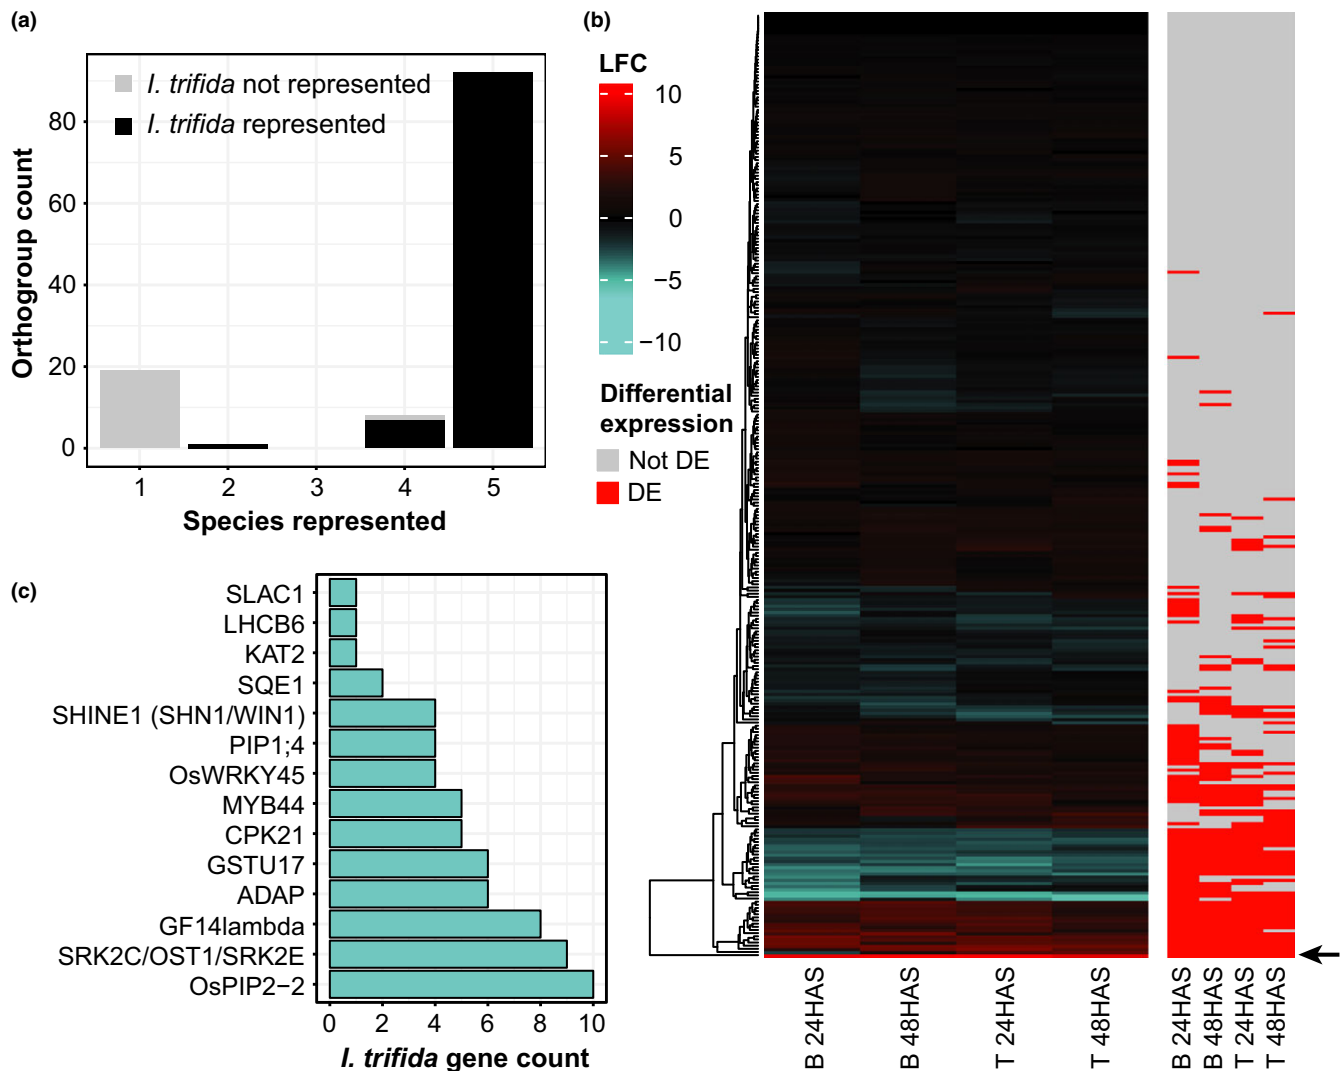 (a)
I. trifida not represented
I. trifida represented
Orthogroup count
80
60
40
20
0
1 2 3 4 5
Species represented
(b)
LFC
10
5
0
−5
−10
Differential
expression
Not DE
DE
B 24HAS
B 48HAS
T 24HAS
T 48HAS
B 24HAS
B 48HAS
T 24HAS
T 48HAS
(c)
SLAC1
LHCB6
KAT2
SQE1
SHINE1 (SHN1/WIN1)
PIP1;4
OsWRKY45
MYB44
CPK21
GSTU17
ADAP
GF14lambda
SRK2C/OST1/SRK2E
OsPIP2−2
0 2 4 6 8 10
I. trifida gene count